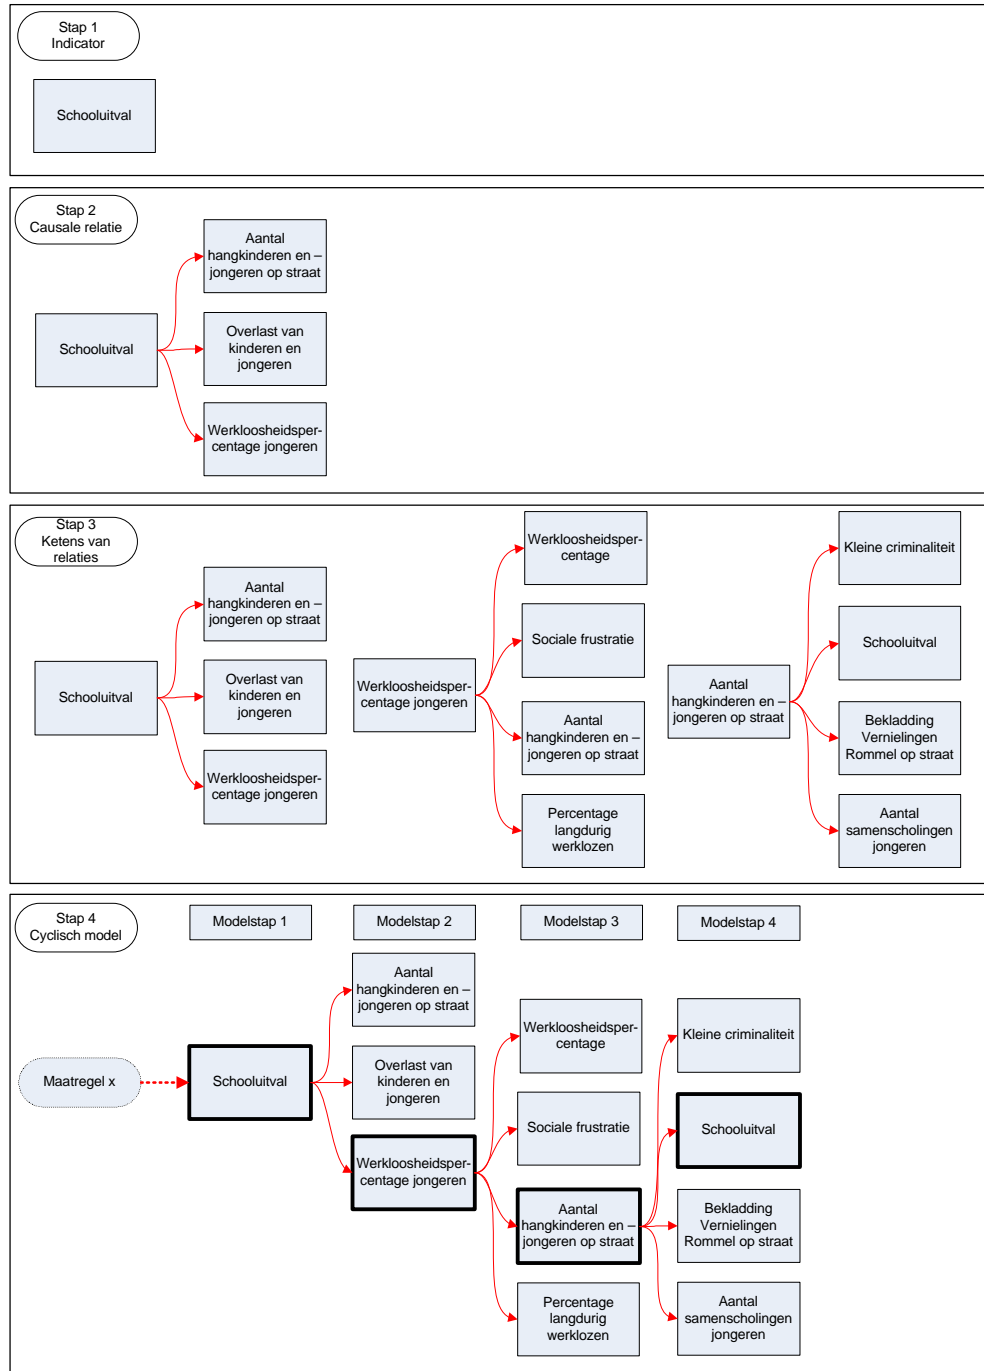 Stap 1
Indicator
Schooluitval
Stap 2
Causale relatie
Aantal
hangkinderen en –
jongeren op straat
Schooluitval
Overlast van
kinderen en
jongeren
Werkloosheidsper-
centage jongeren
Stap 3
Ketens van
relaties
Schooluitval
Aantal
hangkinderen en –
jongeren op straat
Overlast van
kinderen en
jongeren
Werkloosheidsper-
centage jongeren
Werkloosheidsper-
centage jongeren
Werkloosheidsper-
centage
Sociale frustratie
Aantal
hangkinderen en –
jongeren op straat
Percentage
langdurig
werklozen
Aantal
hangkinderen en –
jongeren op straat
Kleine criminaliteit
Schooluitval
Bekladding
Vernielingen
Rommel op straat
Aantal
samenscholingen
jongeren
Stap 4
Cyclisch model
Modelstap 1
Modelstap 2
Modelstap 3
Modelstap 4
Maatregel x
Schooluitval
Aantal
hangkinderen en –
jongeren op straat
Overlast van
kinderen en
jongeren
Werkloosheidsper-
centage jongeren
Werkloosheidsper-
centage
Sociale frustratie
Aantal
hangkinderen en –
jongeren op straat
Percentage
langdurig
werklozen
Kleine criminaliteit
Schooluitval
Bekladding
Vernielingen
Rommel op straat
Aantal
samenscholingen
jongeren